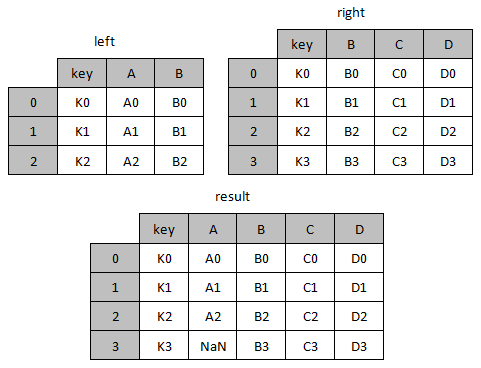 left
key A B
0 K0 A0 B0
1 K1 A1 B1
2 K2 A2 B2
right
key B C D
0 K0 B0 C0 D0
1 K1 B1 C1 D1
2 K2 B2 C2 D2
3 K3 B3 C3 D3
result
key A B C D
0 K0 A0 B0 C0 D0
1 K1 A1 B1 C1 D1
2 K2 A2 B2 C2 D2
3 K3 NaN B3 C3 D3